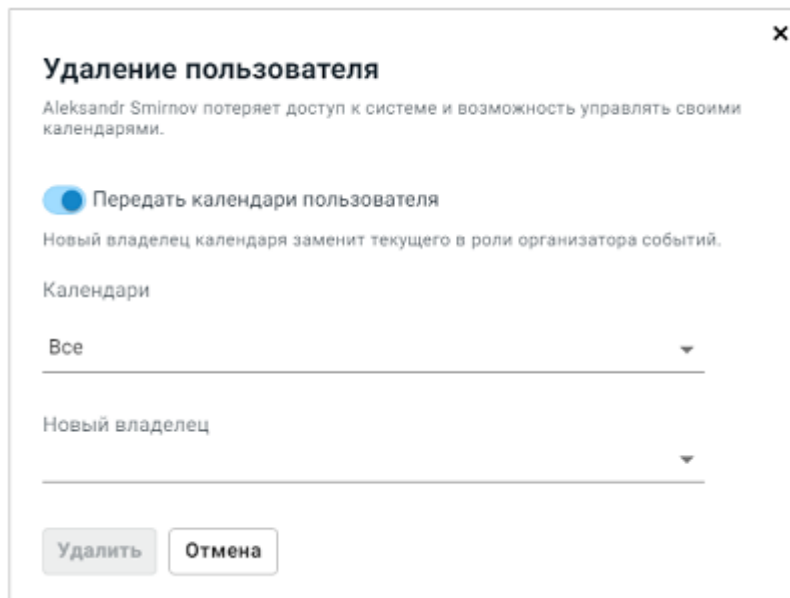 Удаление пользователя
Aleksandr Smirnov потеряет доступ к системе и возможность управлять своими
календарями.
Передать календари пользователя
Новый владелец календаря заменит текущего в роли организатора событий.
Календари
Все
Новый владелец
Удалить Отмена